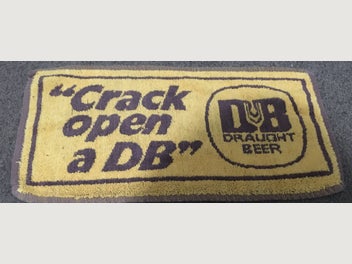 "Crack
open
a DB"
DB
DRAUGHT
BEER